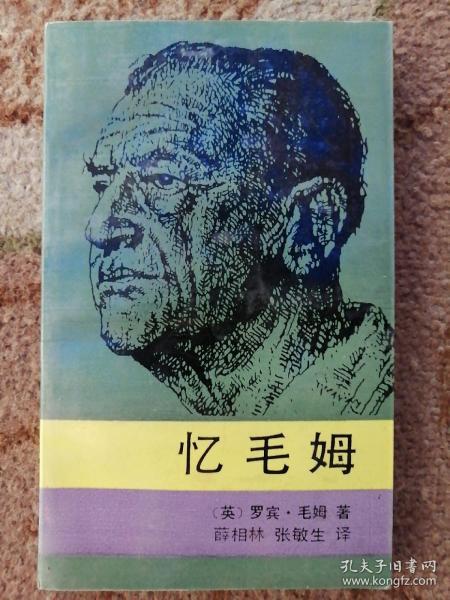 忆毛姆
（英）罗宾·毛姆 著
薛相林 张敏生 译
孔夫子旧书网
www.kongfz.com